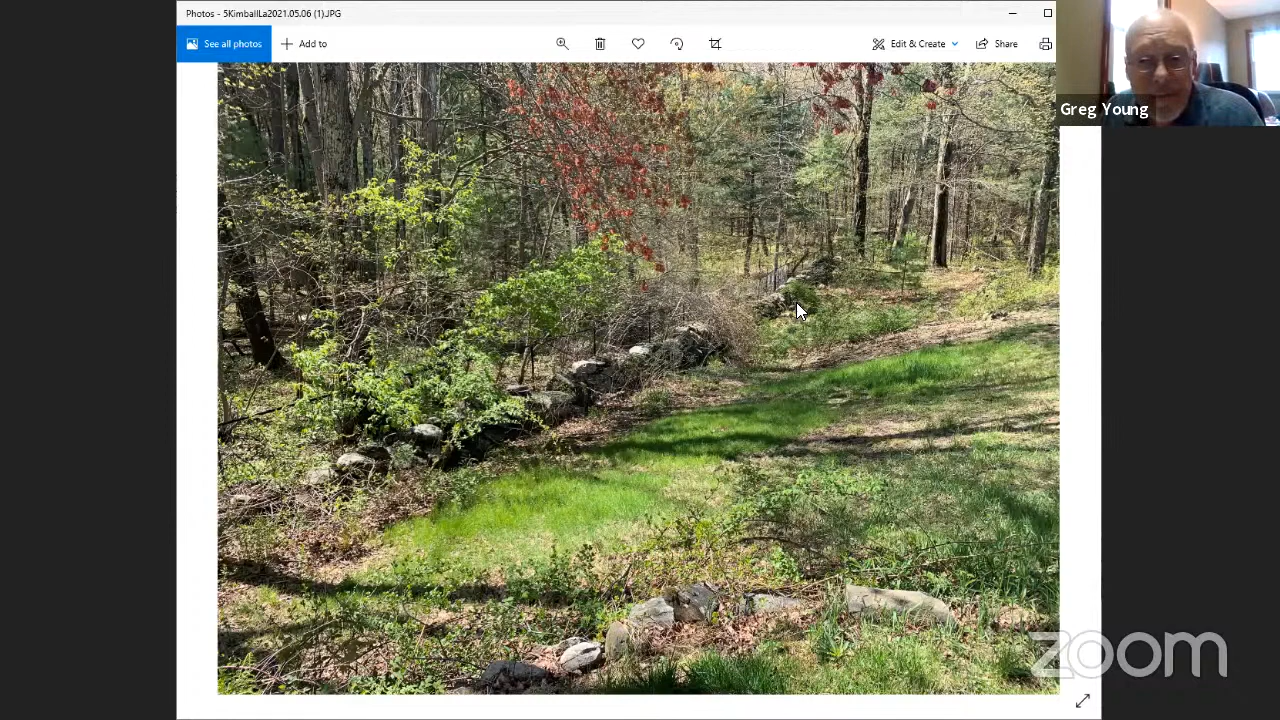 Photos - 5KimballLa2021.05.06 (1).JPG
See all photos
Add to
Edit & Create
Share
Greg Young
zoom